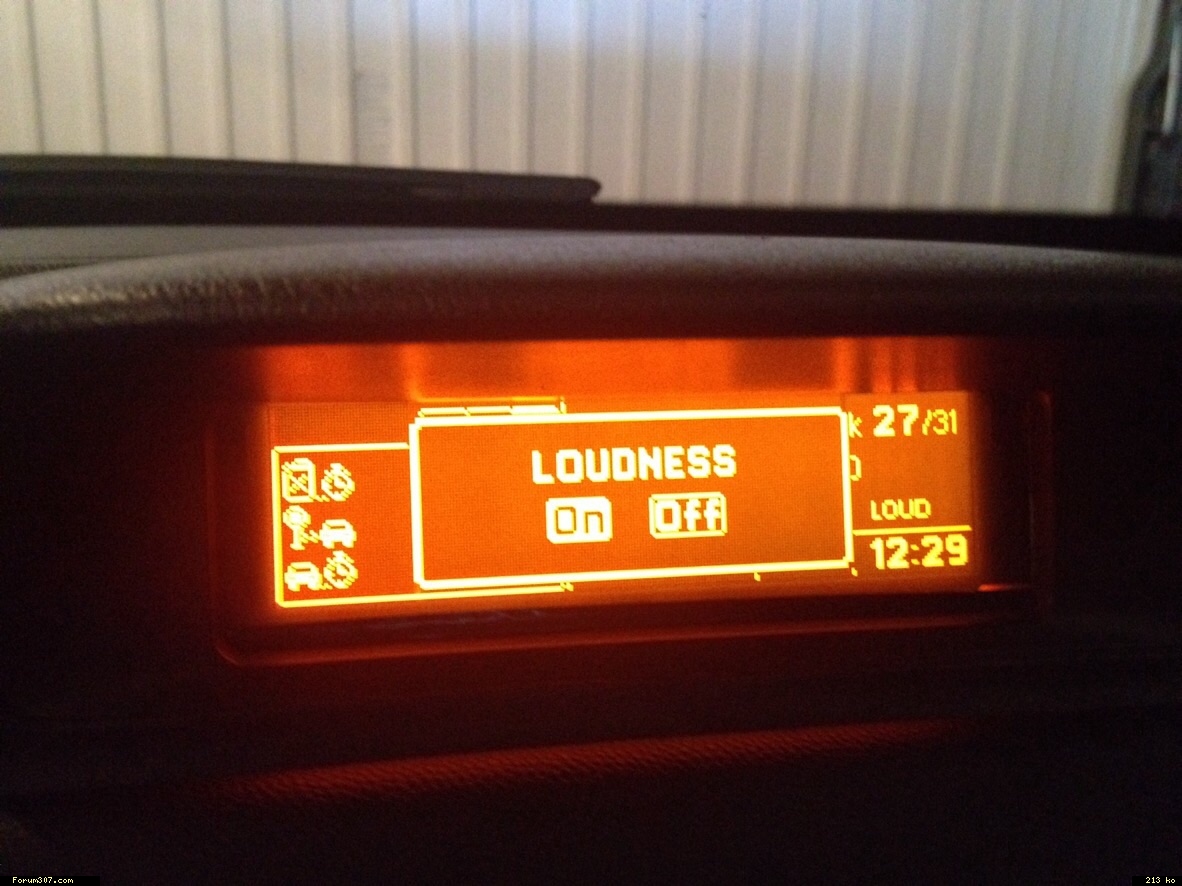 k 27/31
LOUDNESS
On Off
LOUD
12:29
Forum307.com
213 ko